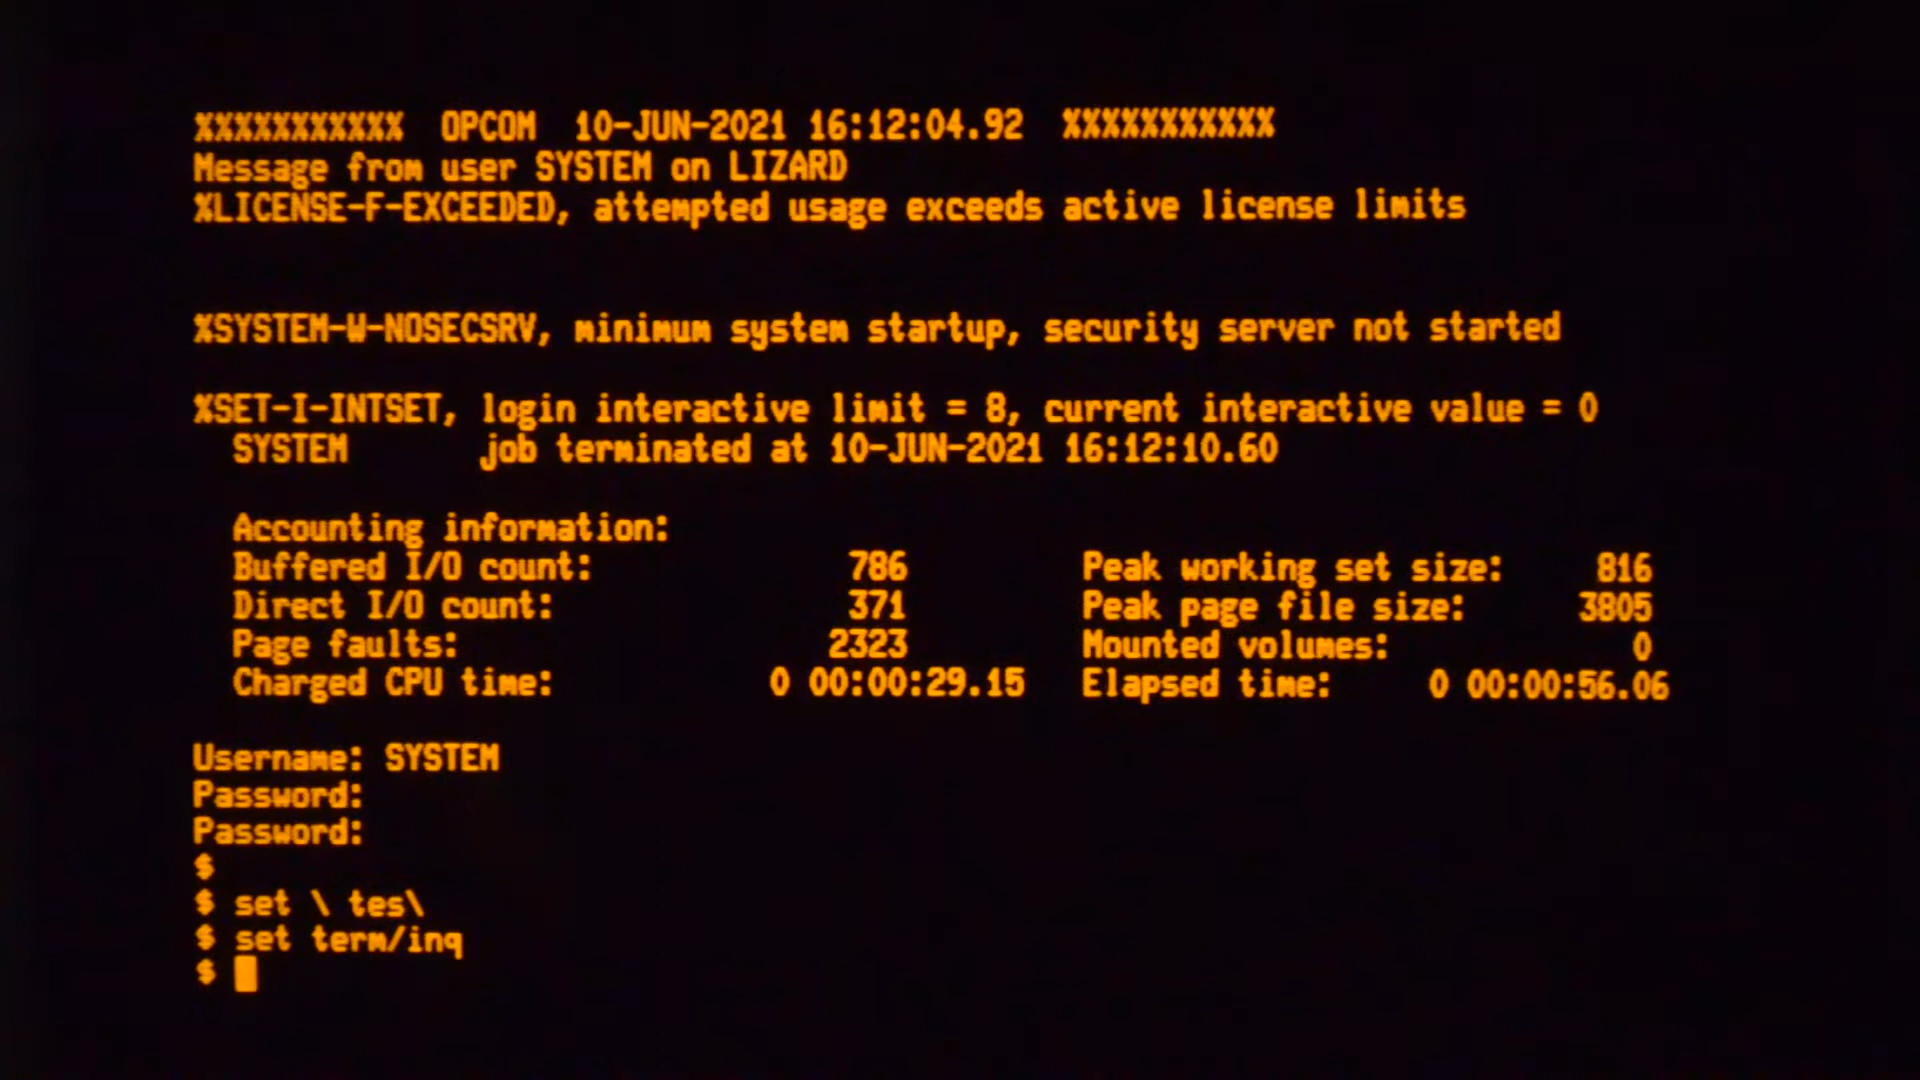 %%%%%%%%%%%  OPCOM  10-JUN-2021 16:12:04.92  %%%%%%%%%%%
Message from user SYSTEM on LIZARD
%LICENSE-F-EXCEEDED, attempted usage exceeds active license limits
%SYSTEM-W-NOSECSRV, minimum system startup, security server not started
%SET-I-INTSET, login interactive limit = 8, current interactive value = 0
  SYSTEM       job terminated at 10-JUN-2021 16:12:10.60
  Accounting information:
  Buffered I/O count:             786         Peak working set size:     816
  Direct I/O count:               371         Peak page file size:      3805
  Page faults:                   2323         Mounted volumes:             0
  Charged CPU time:           0 00:00:29.15   Elapsed time:     0 00:00:56.06
Username: SYSTEM
Password:
Password:
$
$ set \ tes\
$ set term/inq
$